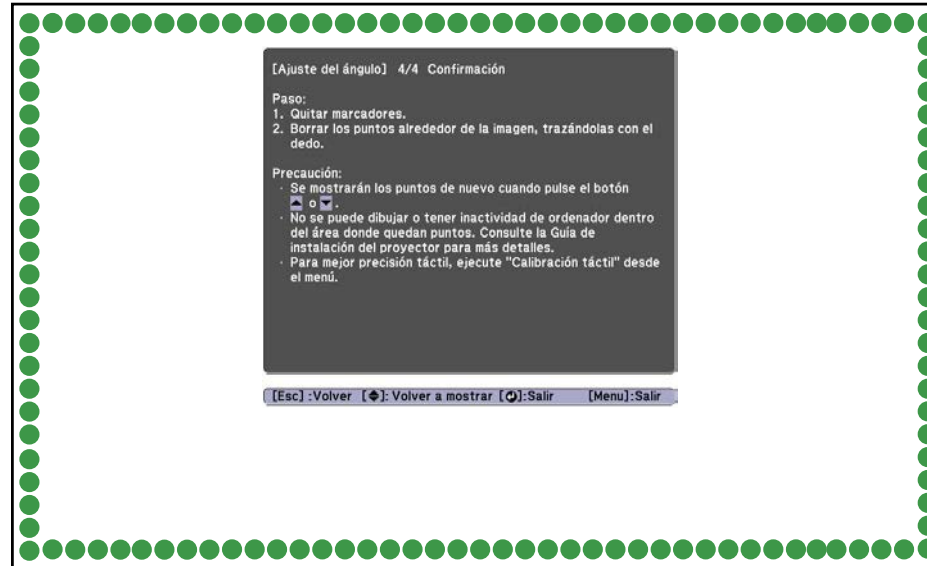 [Ajuste del ángulo] 4/4 Confirmación
Paso:
1. Quitar marcadores.
2. Borrar los puntos alrededor de la imagen, trazándolas con el
dedo.
Precaución:
· Se mostrarán los puntos de nuevo cuando pulse el botón
▲ o ▼ .
· No se puede dibujar o tener inactividad de ordenador dentro
del área donde quedan puntos. Consulte la Guía de
instalación del proyector para más detalles.
· Para mejor precisión táctil, ejecute "Calibración táctil" desde
el menú.
[Esc] :Volver [◆]: Volver a mostrar [↵]:Salir [Menu]:Salir